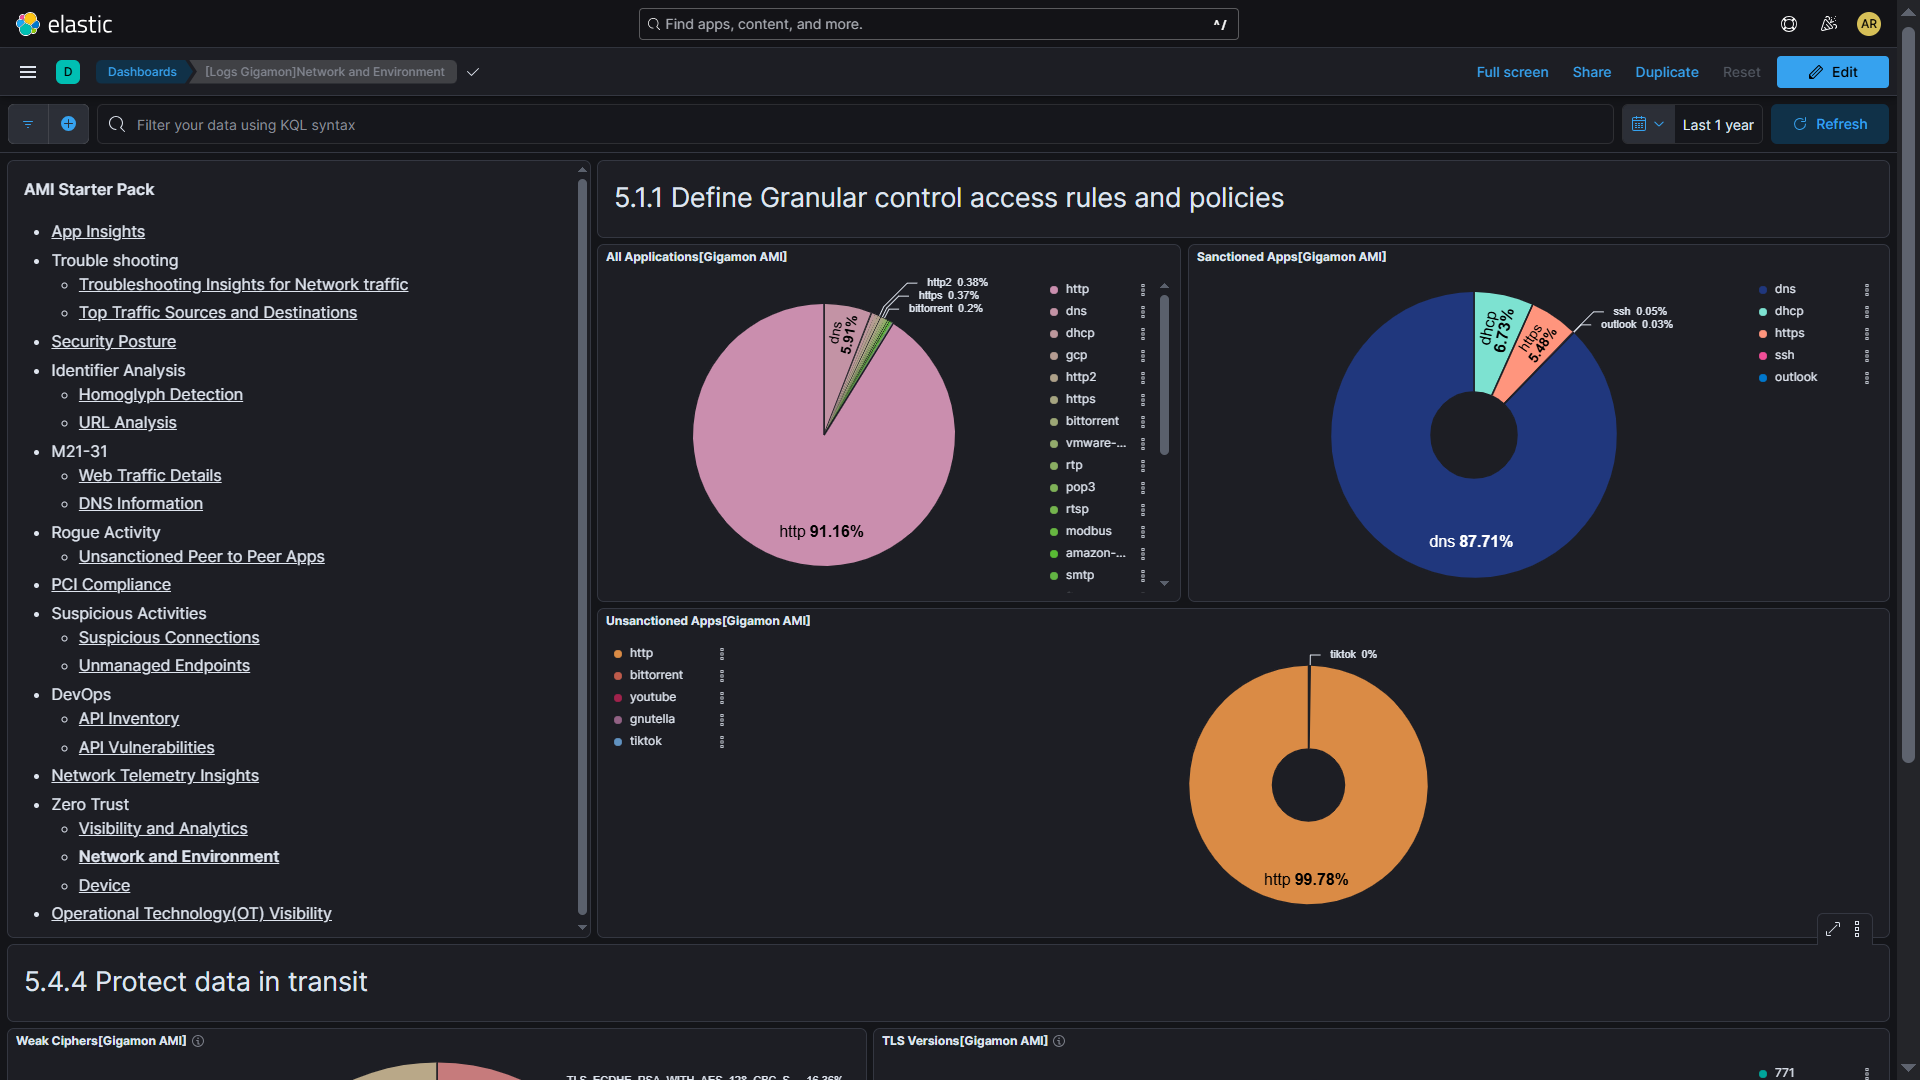 elastic
Find apps, content, and more.
^/
AR
D
Dashboards
[Logs Gigamon]Network and Environment
Full screen
Share
Duplicate
Reset
Edit
Filter your data using KQL syntax
Last 1 year
Refresh
AMI Starter Pack
App Insights
Trouble shooting
Troubleshooting Insights for Network traffic
Top Traffic Sources and Destinations
Security Posture
Identifier Analysis
Homoglyph Detection
URL Analysis
M21-31
Web Traffic Details
DNS Information
Rogue Activity
Unsanctioned Peer to Peer Apps
PCI Compliance
Suspicious Activities
Suspicious Connections
Unmanaged Endpoints
DevOps
API Inventory
API Vulnerabilities
Network Telemetry Insights
Zero Trust
Visibility and Analytics
Network and Environment
Device
Operational Technology(OT) Visibility
5.1.1 Define Granular control access rules and policies
All Applications[Gigamon AMI]
http2 0.38%
https 0.37%
bittorrent 0.2%
dns
5.91%
http 91.16%
http
dns
dhcp
gcp
http2
https
bittorrent
vmware-...
rtp
pop3
rtsp
modbus
amazon-...
smtp
Sanctioned Apps[Gigamon AMI]
dhcp
6.73%
https
5.48%
ssh 0.05%
outlook 0.03%
dns 87.71%
dns
dhcp
https
ssh
outlook
Unsanctioned Apps[Gigamon AMI]
http
bittorrent
youtube
gnutella
tiktok
tiktok 0%
http 99.78%
5.4.4 Protect data in transit
Weak Ciphers[Gigamon AMI]
TLS_ECDHE_RSA_WITH_AES_128_CBC_S... 16.36%
TLS Versions[Gigamon AMI]
771